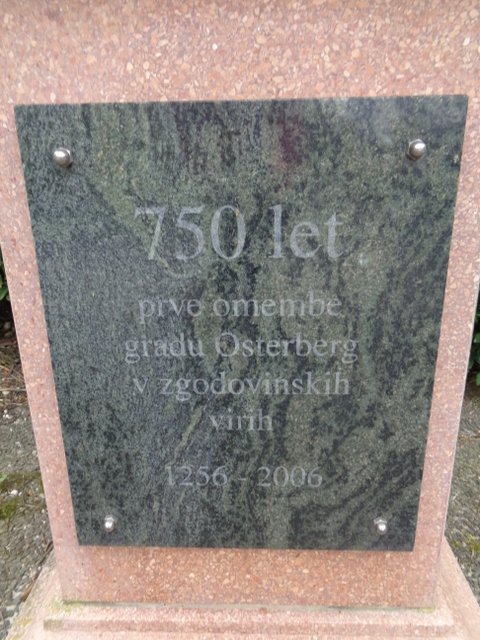 750 let
prve omembe
gradu Osterberg
v zgodovinskih
virih
1256 - 2006